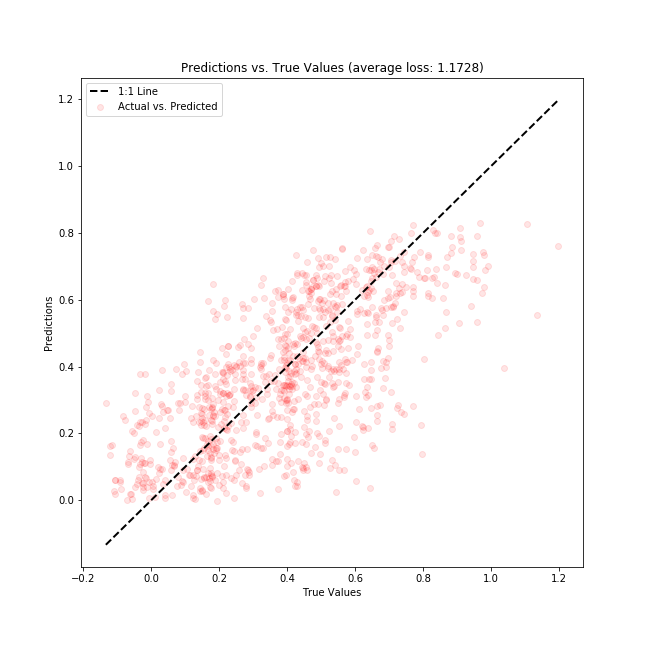 Predictions vs. True Values (average loss: 1.1728)
1:1 Line
Actual vs. Predicted
1.2
1.0
0.8
0.6
0.4
0.2
0.0
Predictions
−0.2 0.0 0.2 0.4 0.6 0.8 1.0 1.2
True Values